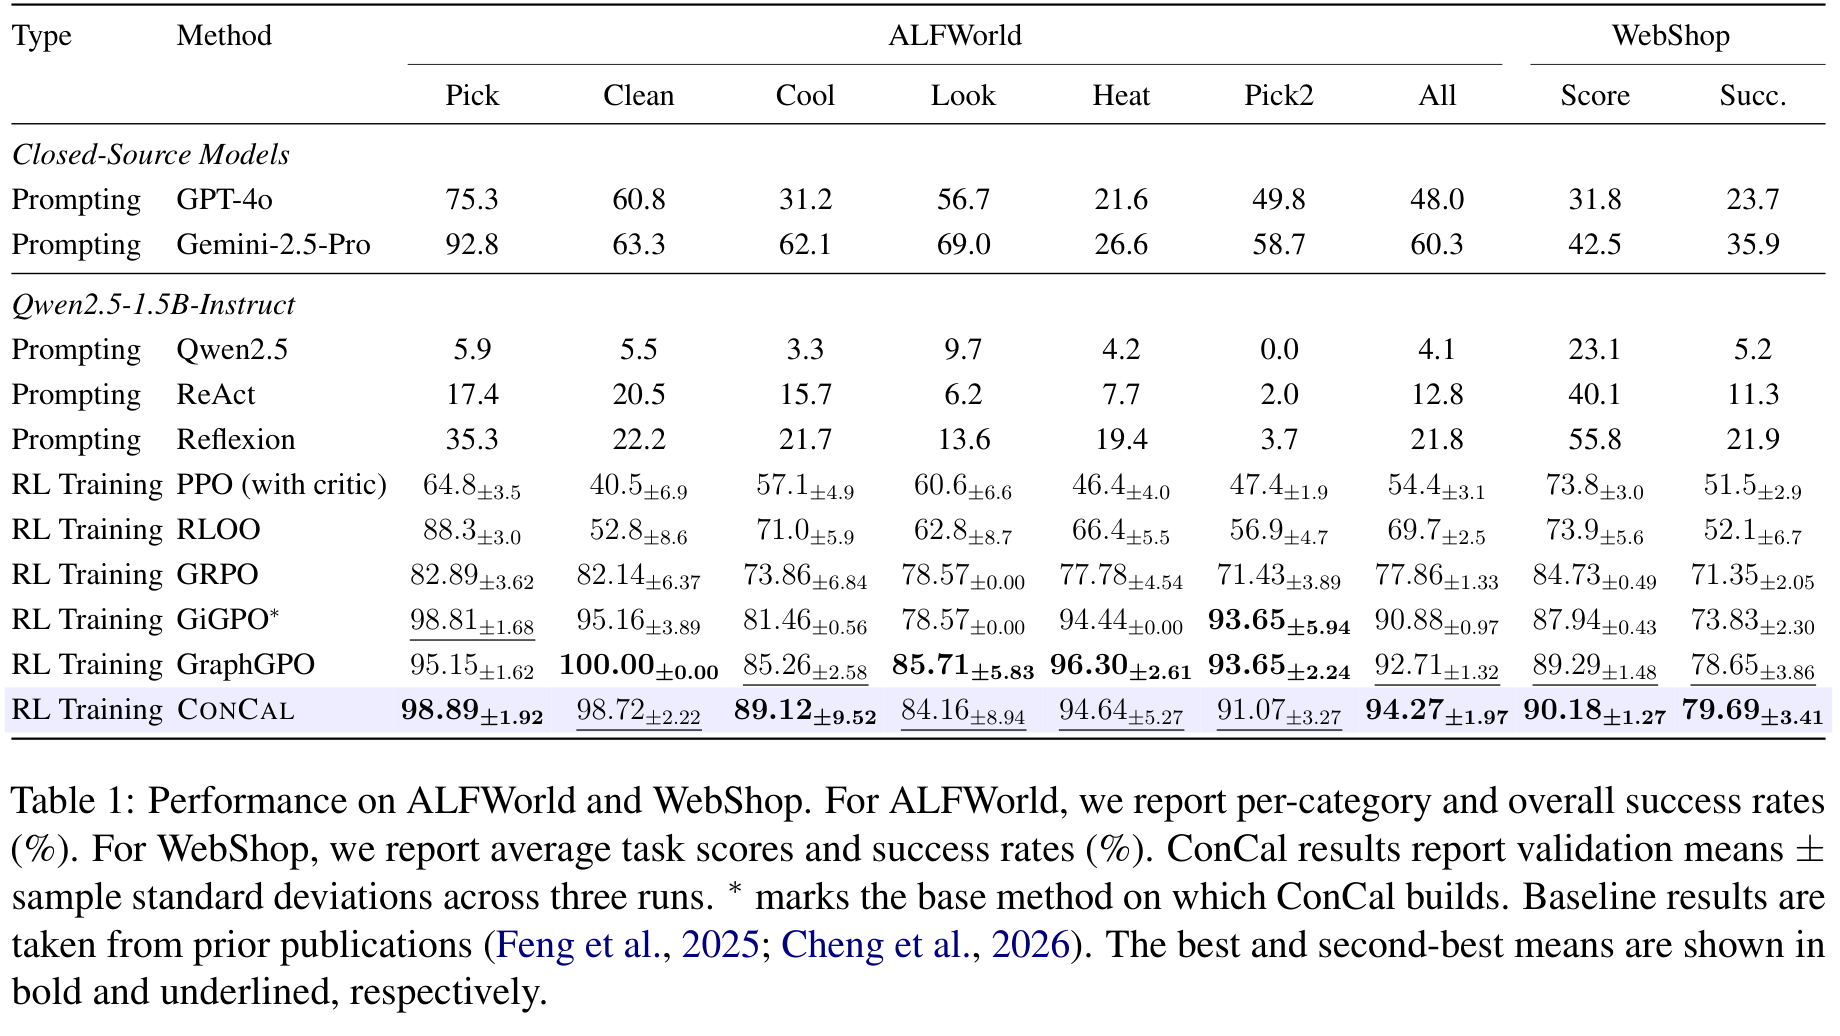 Type Method ALFWorld WebShop
Pick Clean Cool Look Heat Pick2 All Score Succ.
Closed-Source Models
Prompting GPT-4o 75.3 60.8 31.2 56.7 21.6 49.8 48.0 31.8 23.7
Prompting Gemini-2.5-Pro 92.8 63.3 62.1 69.0 26.6 58.7 60.3 42.5 35.9
Qwen2.5-1.5B-Instruct
Prompting Qwen2.5 5.9 5.5 3.3 9.7 4.2 0.0 4.1 23.1 5.2
Prompting ReAct 17.4 20.5 15.7 6.2 7.7 2.0 12.8 40.1 11.3
Prompting Reflexion 35.3 22.2 21.7 13.6 19.4 3.7 21.8 55.8 21.9
RL Training PPO (with critic) 64.8±3.5 40.5±6.9 57.1±4.9 60.6±6.6 46.4±4.0 47.4±1.9 54.4±3.1 73.8±3.0 51.5±2.9
RL Training RLOO 88.3±3.0 52.8±8.6 71.0±5.9 62.8±8.7 66.4±5.5 56.9±4.7 69.7±2.5 73.9±5.6 52.1±6.7
RL Training GRPO 82.89±3.62 82.14±6.37 73.86±6.84 78.57±0.00 77.78±4.54 71.43±3.89 77.86±1.33 84.73±0.49 71.35±2.05
RL Training GiGPO* 98.81±1.68 95.16±3.89 81.46±0.56 78.57±0.00 94.44±0.00 93.65±5.94 90.88±0.97 87.94±0.43 73.83±2.30
RL Training GraphGPO 95.15±1.62 100.00±0.00 85.26±2.58 85.71±5.83 96.30±2.61 93.65±2.24 92.71±1.32 89.29±1.48 78.65±3.86
RL Training CONCAL 98.89±1.92 98.72±2.22 89.12±9.52 84.16±8.94 94.64±5.27 91.07±3.27 94.27±1.97 90.18±1.27 79.69±3.41
Table 1: Performance on ALFWorld and WebShop. For ALFWorld, we report per-category and overall success rates
(%). For WebShop, we report average task scores and success rates (%). ConCal results report validation means ±
sample standard deviations across three runs. * marks the base method on which ConCal builds. Baseline results are
taken from prior publications (Feng et al., 2025; Cheng et al., 2026). The best and second-best means are shown in
bold and underlined, respectively.